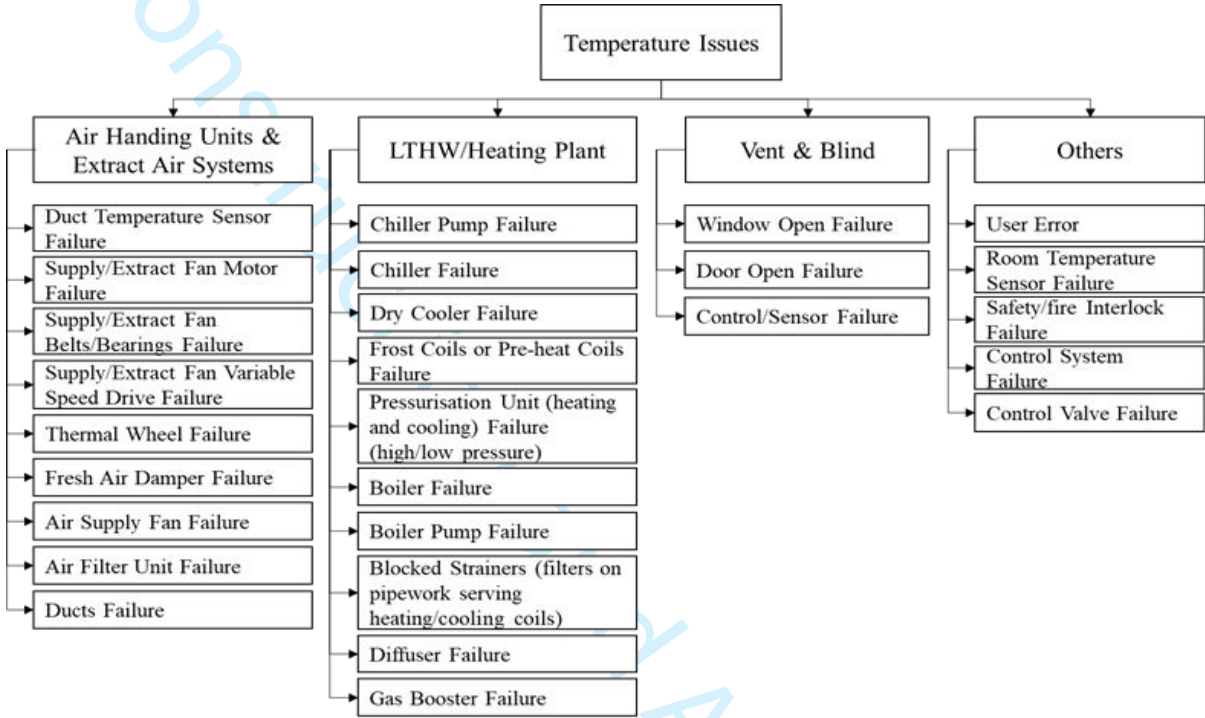 Temperature Issues
Air Handing Units &
Extract Air Systems
Duct Temperature Sensor
Failure
Supply/Extract Fan Motor
Failure
Supply/Extract Fan
Belts/Bearings Failure
Supply/Extract Fan Variable
Speed Drive Failure
Thermal Wheel Failure
Fresh Air Damper Failure
Air Supply Fan Failure
Air Filter Unit Failure
Ducts Failure
LTHW/Heating Plant
Chiller Pump Failure
Chiller Failure
Dry Cooler Failure
Frost Coils or Pre-heat Coils
Failure
Pressurisation Unit (heating
and cooling) Failure
(high/low pressure)
Boiler Failure
Boiler Pump Failure
Blocked Strainers (filters on
pipework serving
heating/cooling coils)
Diffuser Failure
Gas Booster Failure
Vent & Blind
Window Open Failure
Door Open Failure
Control/Sensor Failure
Others
User Error
Room Temperature
Sensor Failure
Safety/fire Interlock
Failure
Control System
Failure
Control Valve Failure